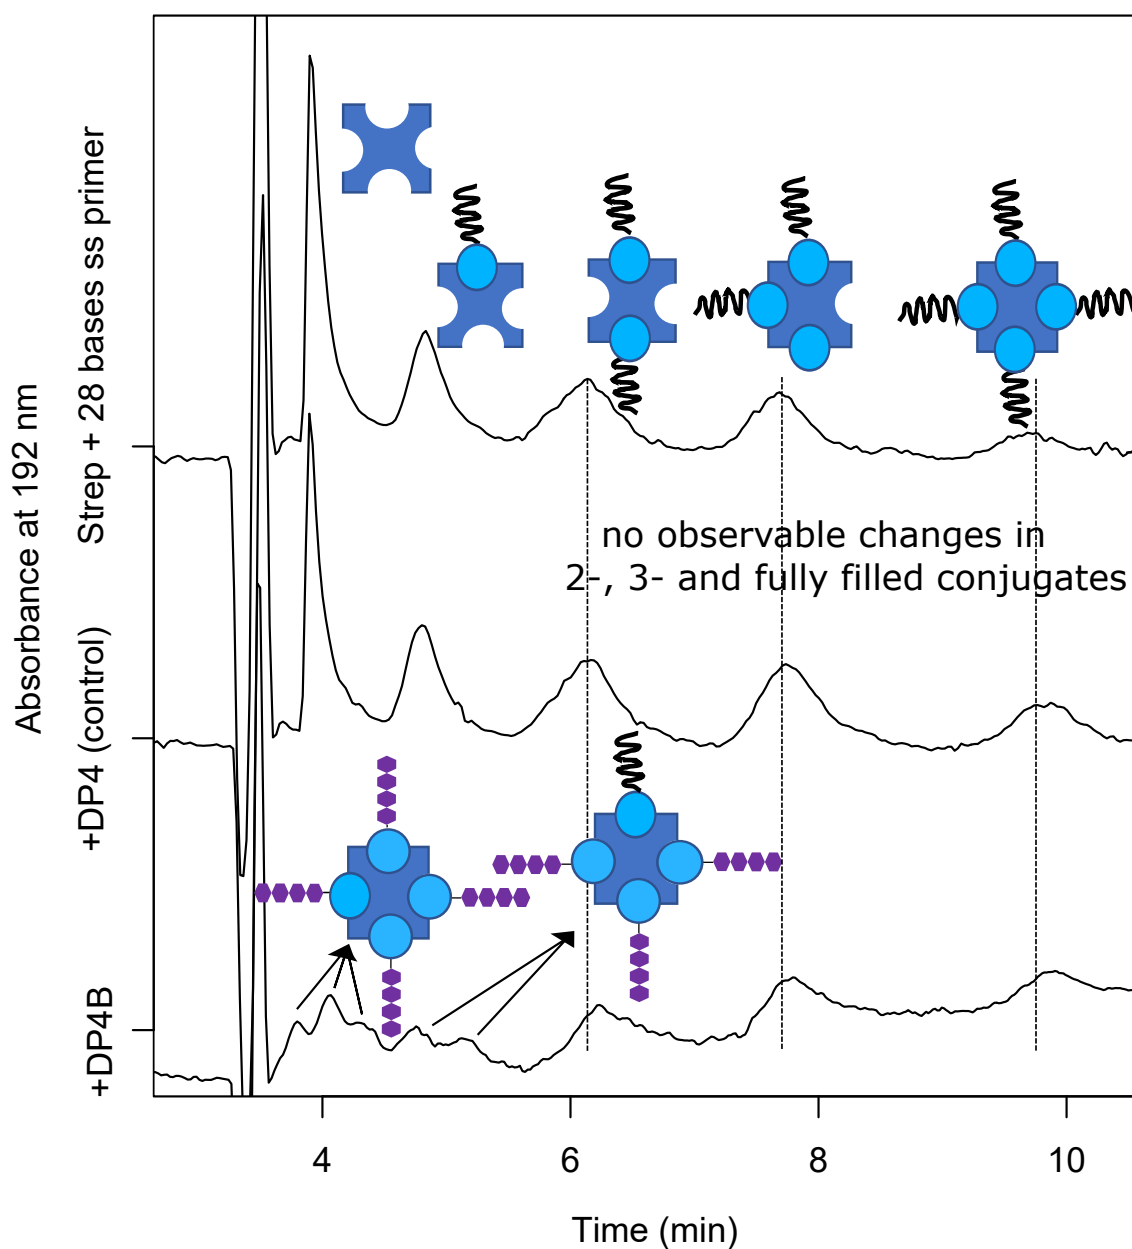 Absorbance at 192 nm
Strep + 28 bases ss primer
+DP4 (control)
+DP4B
no observable changes in
2-, 3- and fully filled conjugates
4 6 8 10
Time (min)